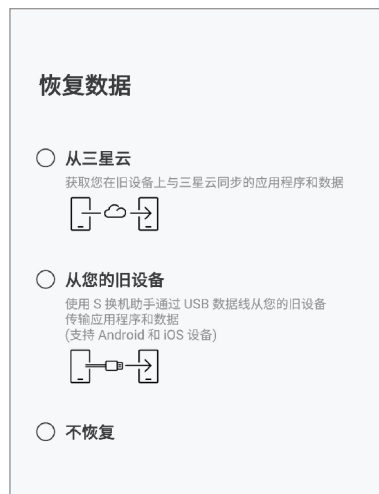 恢复数据
从三星云
获取您在旧设备上与三星云同步的应用程序和数据
从您的旧设备
使用 S 换机助手通过 USB 数据线从您的旧设备
传输应用程序和数据
(支持 Android 和 iOS 设备)
不恢复